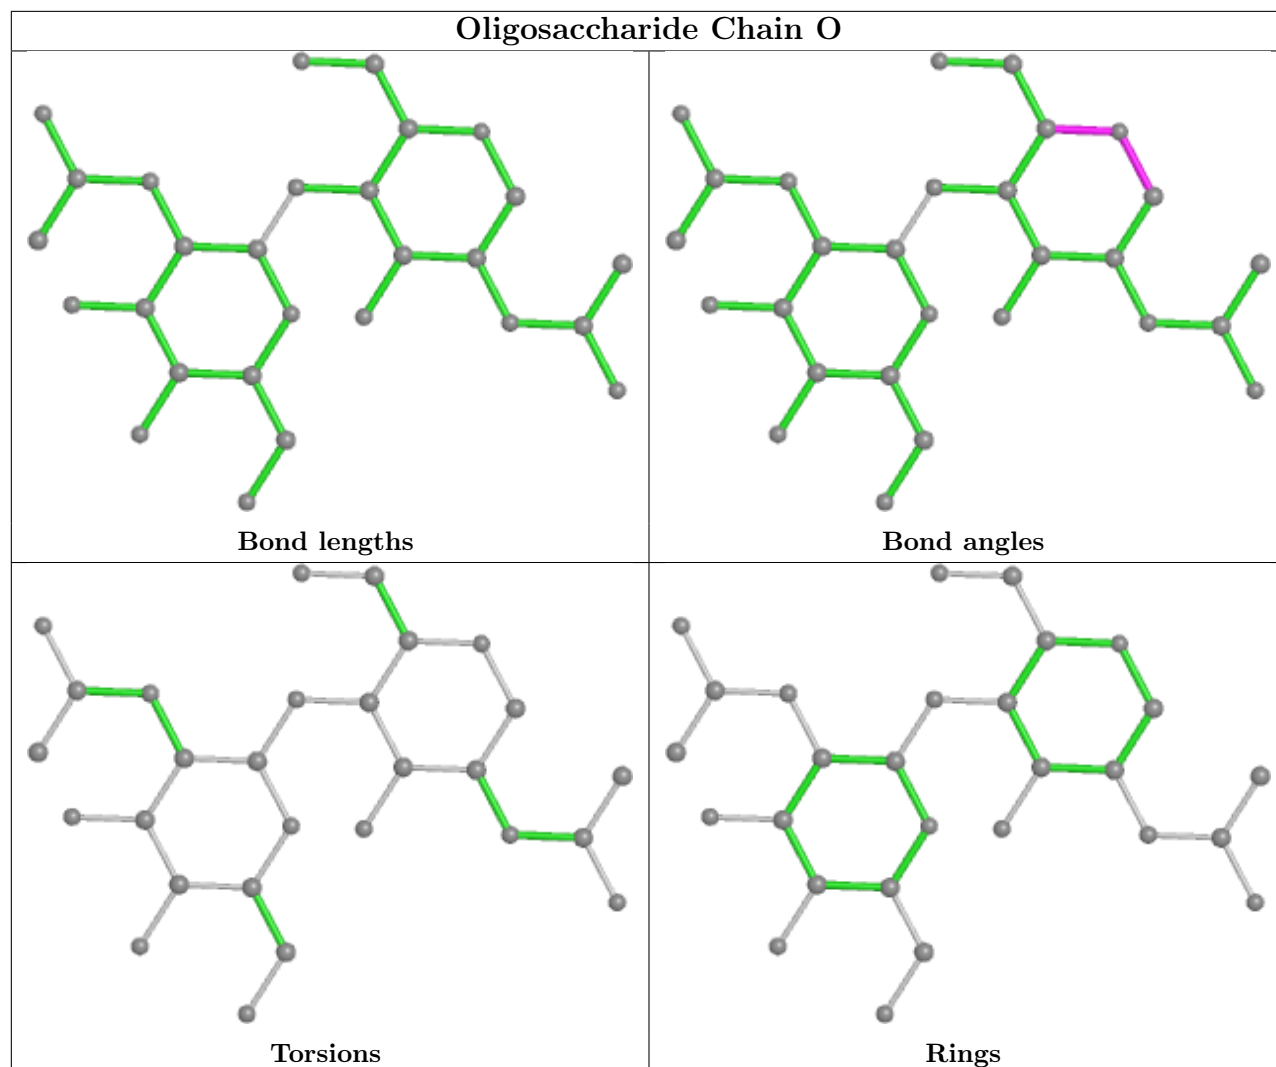 Oligosaccharide Chain O
Bond lengths
Bond angles
Torsions
Rings